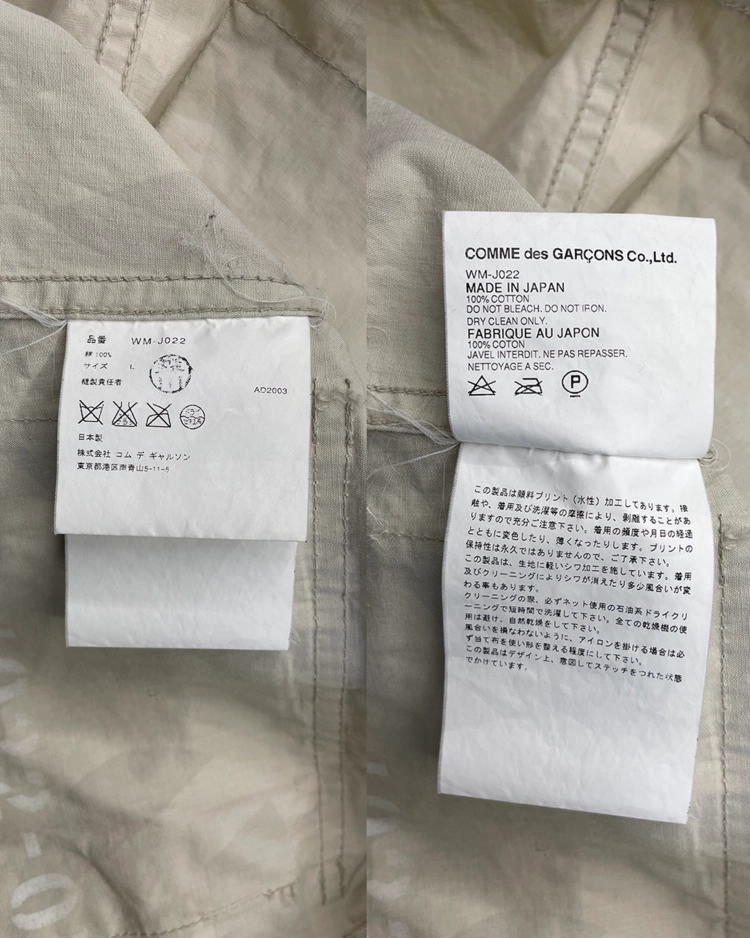 品番 WM-J022
綿 100%
サイズ L
縫製責任者
AD2003
日本製
株式会社 コム デ ギャルソン
東京都港区南青山5-11-5
COMME des GARÇONS Co.,Ltd.
WM-J022
MADE IN JAPAN
100% COTTON
DO NOT BLEACH. DO NOT IRON.
DRY CLEAN ONLY.
FABRIQUE AU JAPON
100% COTON
JAVEL INTERDIT. NE PAS REPASSER.
NETTOYAGE A SEC.
P
この製品は顔料プリント（水性）加工してあります。接
触や、着用及び洗濯等の摩擦により、剥離することがあ
りますので充分ご注意下さい。着用の頻度や月日の経過
とともに変色したり、薄くなったりします。プリントの
保持性は永久ではありませんので、ご了承下さい。
この製品は、生地に軽いシワ加工を施しています。着用
及びクリーニングによりシワが消えたり多少風合いが変
わる事もあります。
クリーニングの際、必ずネット使用の石油系ドライクリ
ーニングで短時間で洗濯して下さい。全ての乾燥機の使
用は避け、自然乾燥をして下さい。
風合いを損なわないように、アイロンを掛ける場合は必
ず当て布を使い形を整える程度にして下さい。
この製品はデザイン上、意図してステッチをつれた状態
でかけています。